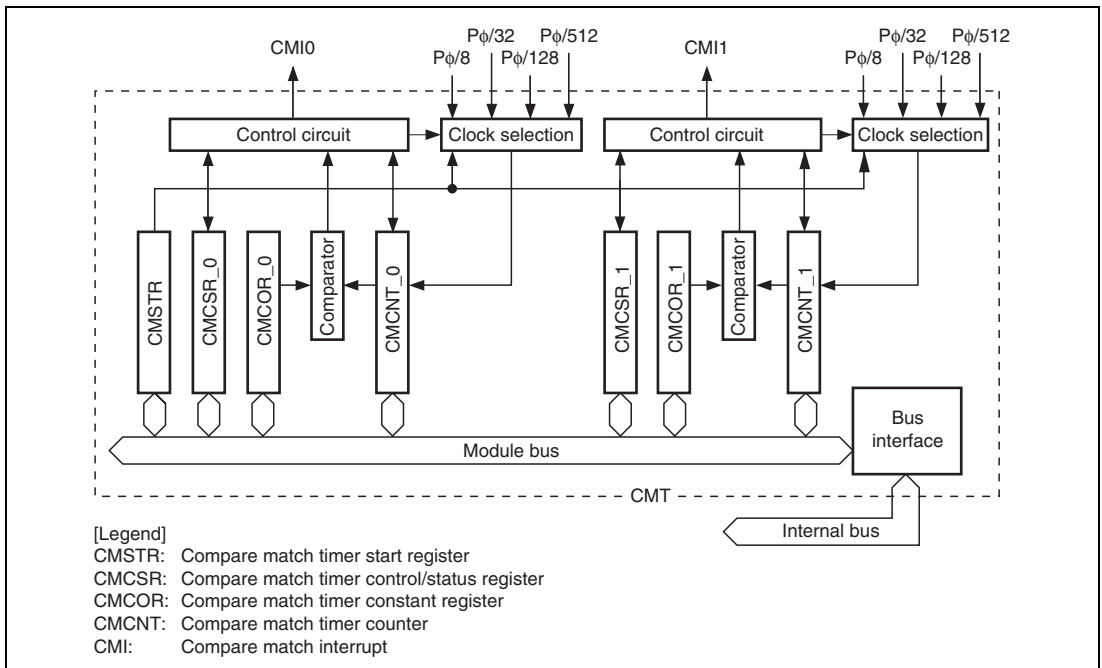 CMI0
Pϕ/32
Pϕ/512
Pϕ/8
Pϕ/128
CMI1
Pϕ/32
Pϕ/512
Pϕ/8
Pϕ/128
Control circuit
Clock selection
Control circuit
Clock selection
CMSTR
CMCSR_0
CMCOR_0
Comparator
CMCNT_0
CMCSR_1
CMCOR_1
Comparator
CMCNT_1
Bus
interface
Module bus
CMT
Internal bus
[Legend]
CMSTR: Compare match timer start register
CMCSR: Compare match timer control/status register
CMCOR: Compare match timer constant register
CMCNT: Compare match timer counter
CMI: Compare match interrupt